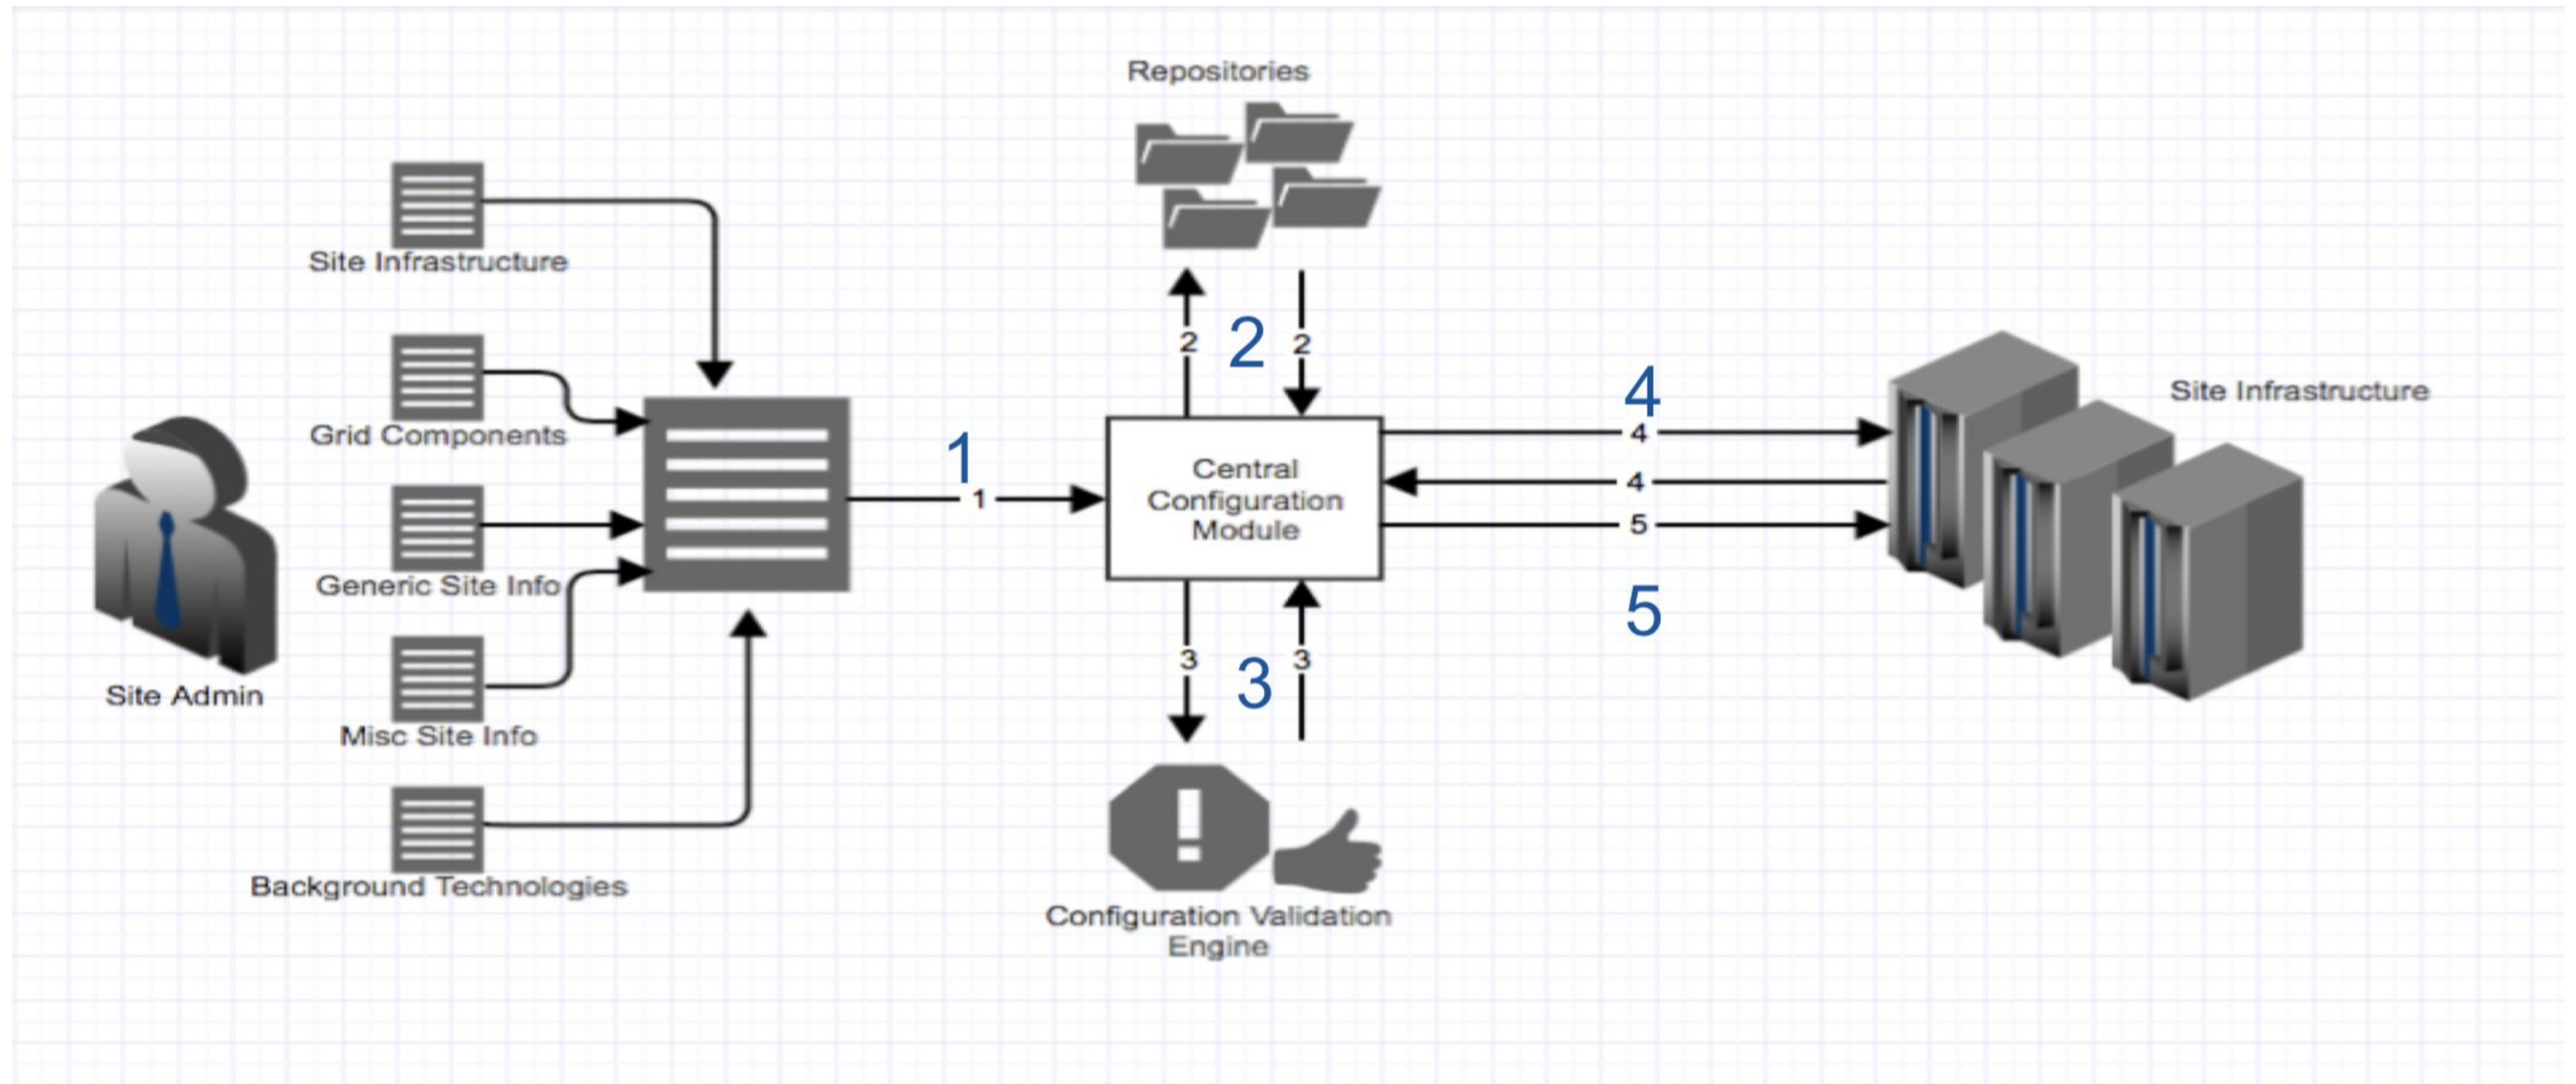 Repositories
Site Infrastructure
Grid Components
Generic Site Info
Misc Site Info
Background Technologies
Site Admin
1
1
2
2
2
Central
Configuration
Module
3
3
3
Configuration Validation
Engine
4
4
4
5
5
Site Infrastructure